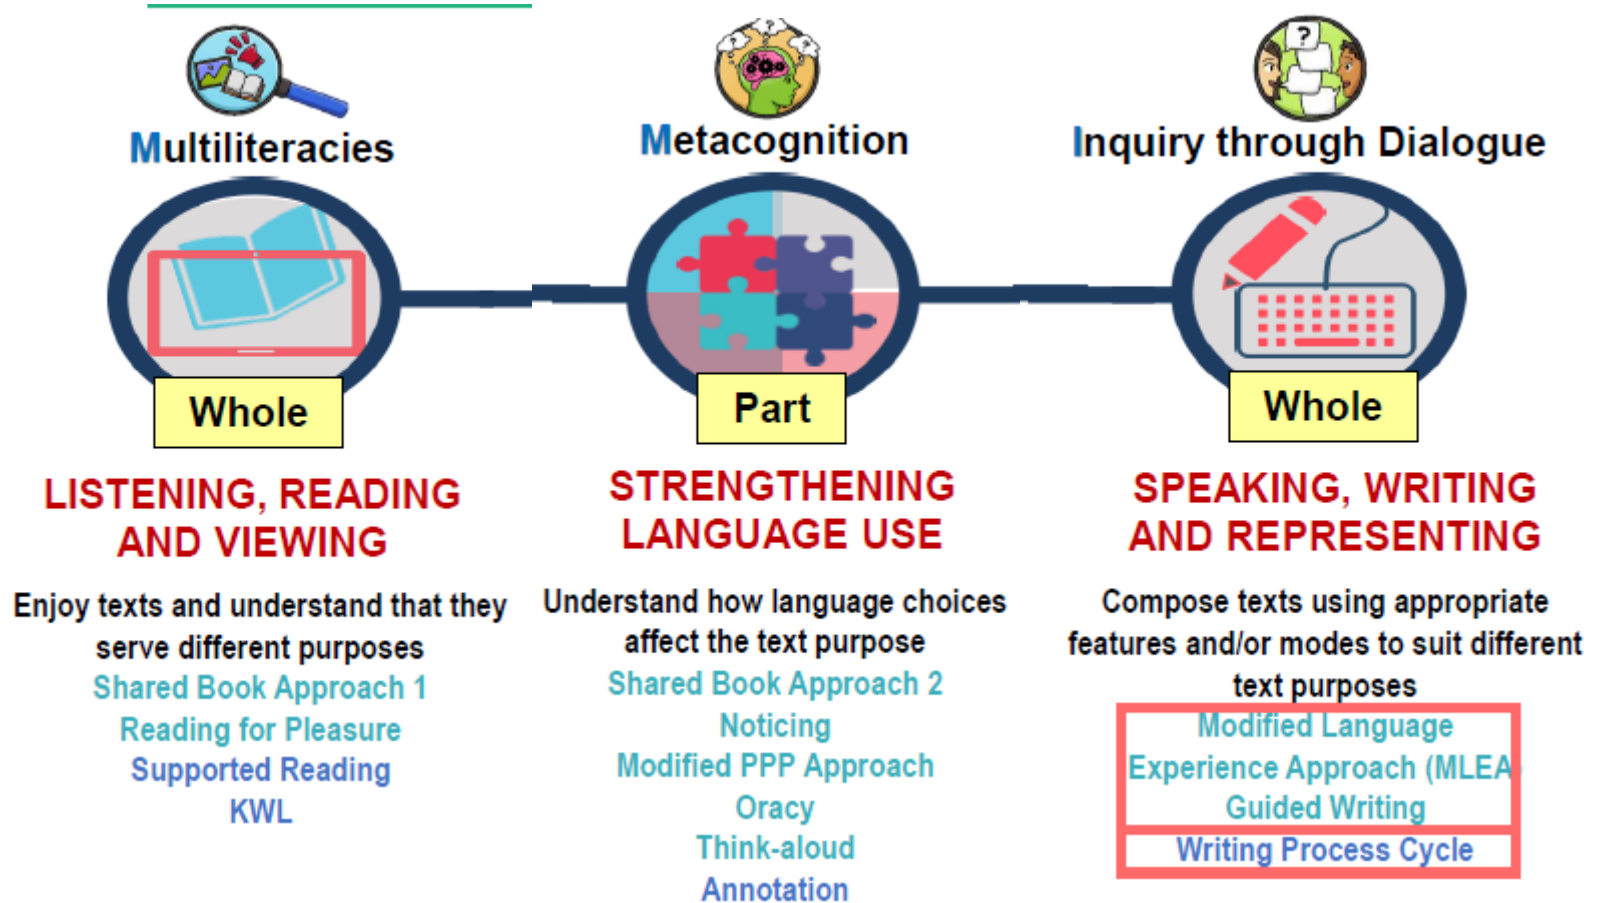 Multiliteracies
Whole
LISTENING, READING
AND VIEWING
Enjoy texts and understand that they
serve different purposes
Shared Book Approach 1
Reading for Pleasure
Supported Reading
KWL
? ? ?
Metacognition
Part
STRENGTHENING
LANGUAGE USE
Understand how language choices
affect the text purpose
Shared Book Approach 2
Noticing
Modified PPP Approach
Oracy
Think-aloud
Annotation
?
Inquiry through Dialogue
Whole
SPEAKING, WRITING
AND REPRESENTING
Compose texts using appropriate
features and/or modes to suit different
text purposes
Modified Language
Experience Approach (MLEA)
Guided Writing
Writing Process Cycle